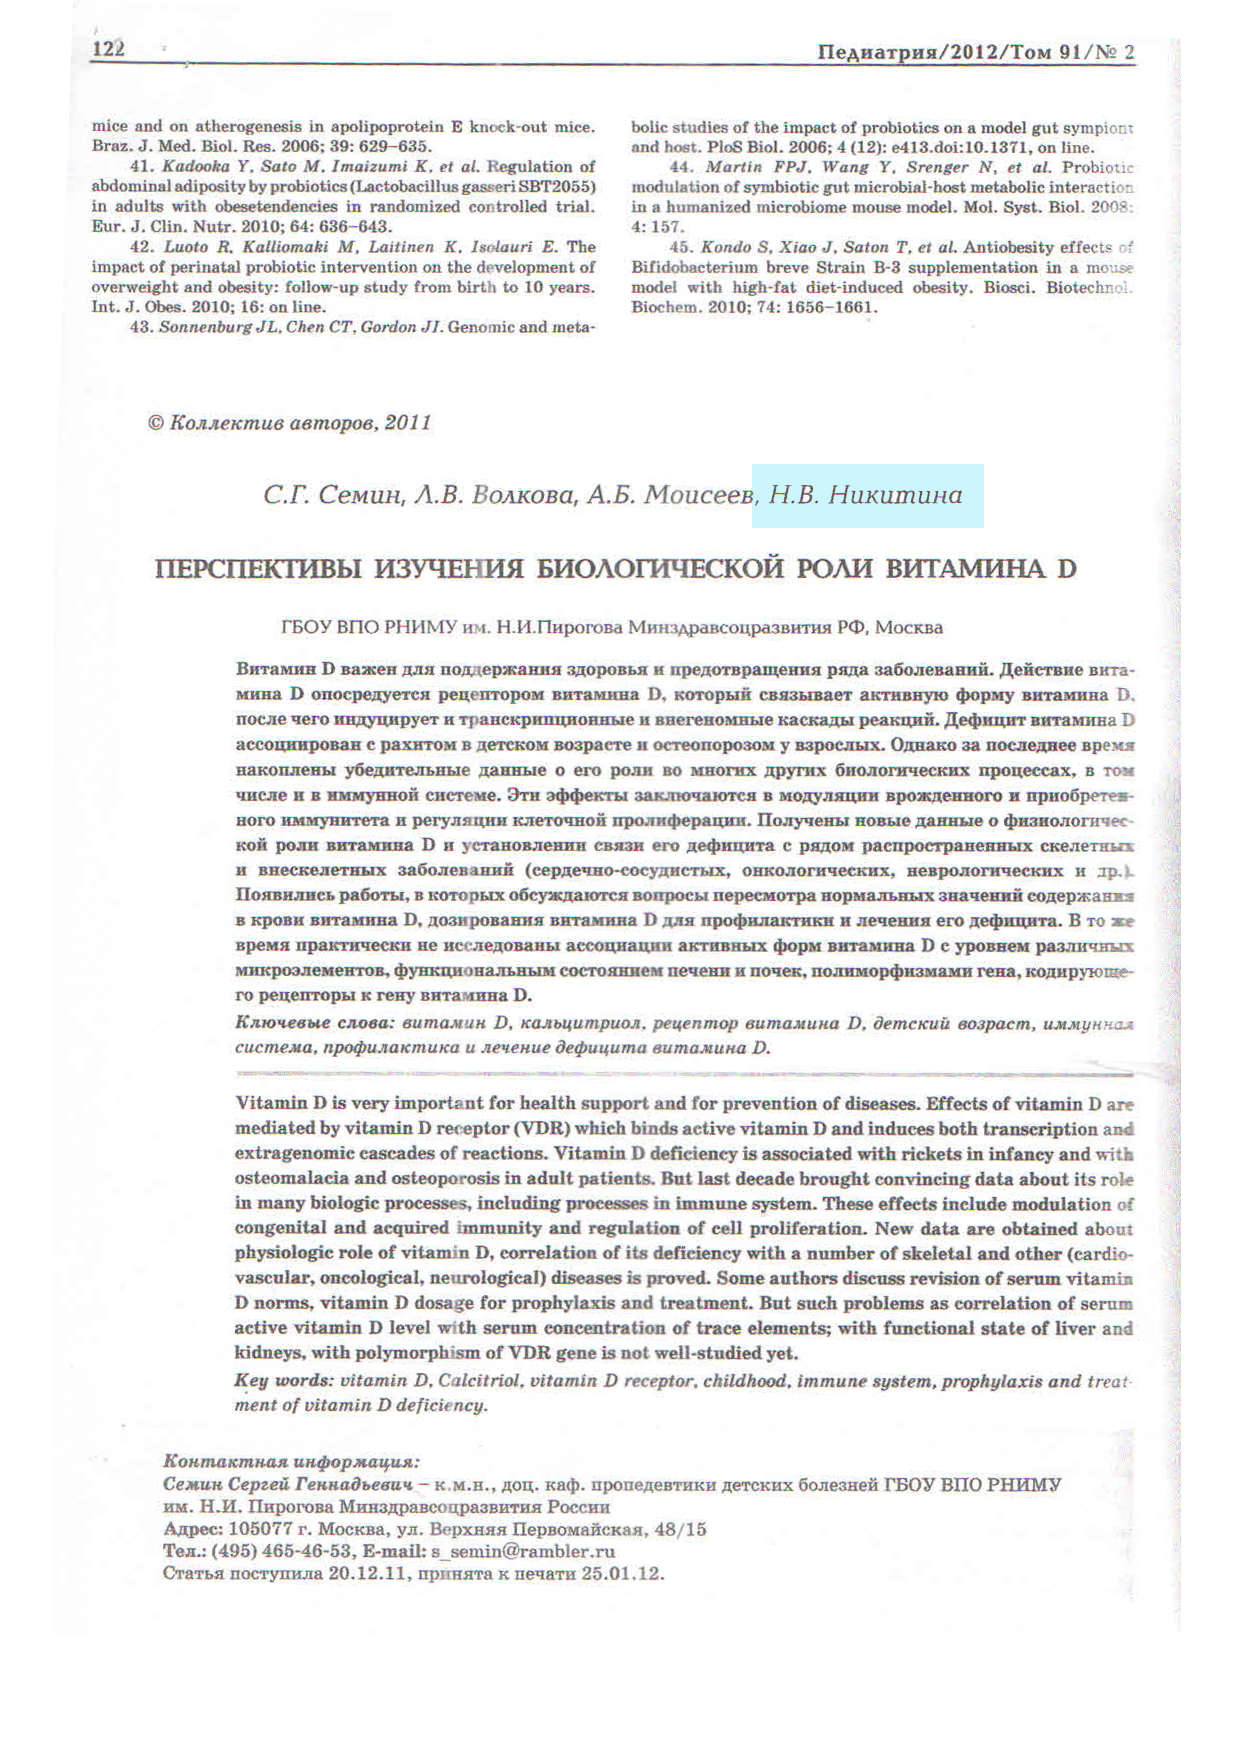 122
Педиатрия/2012/Том 91/№ 2
mice and on atherogenesis in apolipoprotein E knock-out mice.
Braz. J. Med. Biol. Res. 2006; 39: 629–635.
41. Kadooka Y, Sato M, Imaizumi K, et al. Regulation of
abdominal adiposity by probiotics (Lactobacillus gasseri SBT2055)
in adults with obesetendencies in randomized controlled trial.
Eur. J. Clin. Nutr. 2010; 64: 636–643.
42. Luoto R, Kalliomaki M, Laitinen K, Isolauri E. The
impact of perinatal probiotic intervention on the development of
overweight and obesity: follow-up study from birth to 10 years.
Int. J. Obes. 2010; 16: on line.
43. Sonnenburg JL, Chen CT, Gordon JI. Genomic and meta-
bolic studies of the impact of probiotics on a model gut sympiont
and host. PloS Biol. 2006; 4 (12): e413.doi:10.1371, on line.
44. Martin FPJ, Wang Y, Srenger N, et al. Probiotic
modulation of symbiotic gut microbial-host metabolic interaction
in a humanized microbiome mouse model. Mol. Syst. Biol. 2008;
4: 157.
45. Kondo S, Xiao J, Saton T, et al. Antiobesity effects of
Bifidobacterium breve Strain B-3 supplementation in a mouse
model with high-fat diet-induced obesity. Biosci. Biotechnol.
Biochem. 2010; 74: 1656–1661.
© Коллектив авторов, 2011
С.Г. Семин, Л.В. Волкова, А.Б. Моисеев, Н.В. Никитина
ПЕРСПЕКТИВЫ ИЗУЧЕНИЯ БИОЛОГИЧЕСКОЙ РОЛИ ВИТАМИНА D
ГБОУ ВПО РНИМУ им. Н.И.Пирогова Минздравсоцразвития РФ, Москва
Витамин D важен для поддержания здоровья и предотвращения ряда заболеваний. Действие вита-
мина D опосредуется рецептором витамина D, который связывает активную форму витамина D,
после чего индуцирует и транскрипционные и внегеномные каскады реакций. Дефицит витамина D
ассоциирован с рахитом в детском возрасте и остеопорозом у взрослых. Однако за последнее время
накоплены убедительные данные о его роли во многих других биологических процессах, в том
числе и в иммунной системе. Эти эффекты заключаются в модуляции врожденного и приобретен-
ного иммунитета и регуляции клеточной пролиферации. Получены новые данные о физиологичес-
кой роли витамина D и установлении связи его дефицита с рядом распространенных скелетных
и внескелетных заболеваний (сердечно-сосудистых, онкологических, неврологических и др.).
Появились работы, в которых обсуждаются вопросы пересмотра нормальных значений содержания
в крови витамина D, дозирования витамина D для профилактики и лечения его дефицита. В то же
время практически не исследованы ассоциации активных форм витамина D с уровнем различных
микроэлементов, функциональным состоянием печени и почек, полиморфизмами гена, кодирующе-
го рецепторы к гену витамина D.
Ключевые слова: витамин D, кальцитриол, рецептор витамина D, детский возраст, иммунная
система, профилактика и лечение дефицита витамина D.
Vitamin D is very important for health support and for prevention of diseases. Effects of vitamin D are
mediated by vitamin D receptor (VDR) which binds active vitamin D and induces both transcription and
extragenomic cascades of reactions. Vitamin D deficiency is associated with rickets in infancy and with
osteomalacia and osteoporosis in adult patients. But last decade brought convincing data about its role
in many biologic processes, including processes in immune system. These effects include modulation of
congenital and acquired immunity and regulation of cell proliferation. New data are obtained about
physiologic role of vitamin D, correlation of its deficiency with a number of skeletal and other (cardio-
vascular, oncological, neurological) diseases is proved. Some authors discuss revision of serum vitamin
D norms, vitamin D dosage for prophylaxis and treatment. But such problems as correlation of serum
active vitamin D level with serum concentration of trace elements; with functional state of liver and
kidneys, with polymorphism of VDR gene is not well-studied yet.
Key words: vitamin D, Calcitriol, vitamin D receptor, childhood, immune system, prophylaxis and treat-
ment of vitamin D deficiency.
Контактная информация:
Семин Сергей Геннадьевич – к.м.н., доц. каф. пропедевтики детских болезней ГБОУ ВПО РНИМУ
им. Н.И. Пирогова Минздравсоцразвития России
Адрес: 105077 г. Москва, ул. Верхняя Первомайская, 48/15
Тел.: (495) 465-46-53, E-mail: s_semin@rambler.ru
Статья поступила 20.12.11, принята к печати 25.01.12.